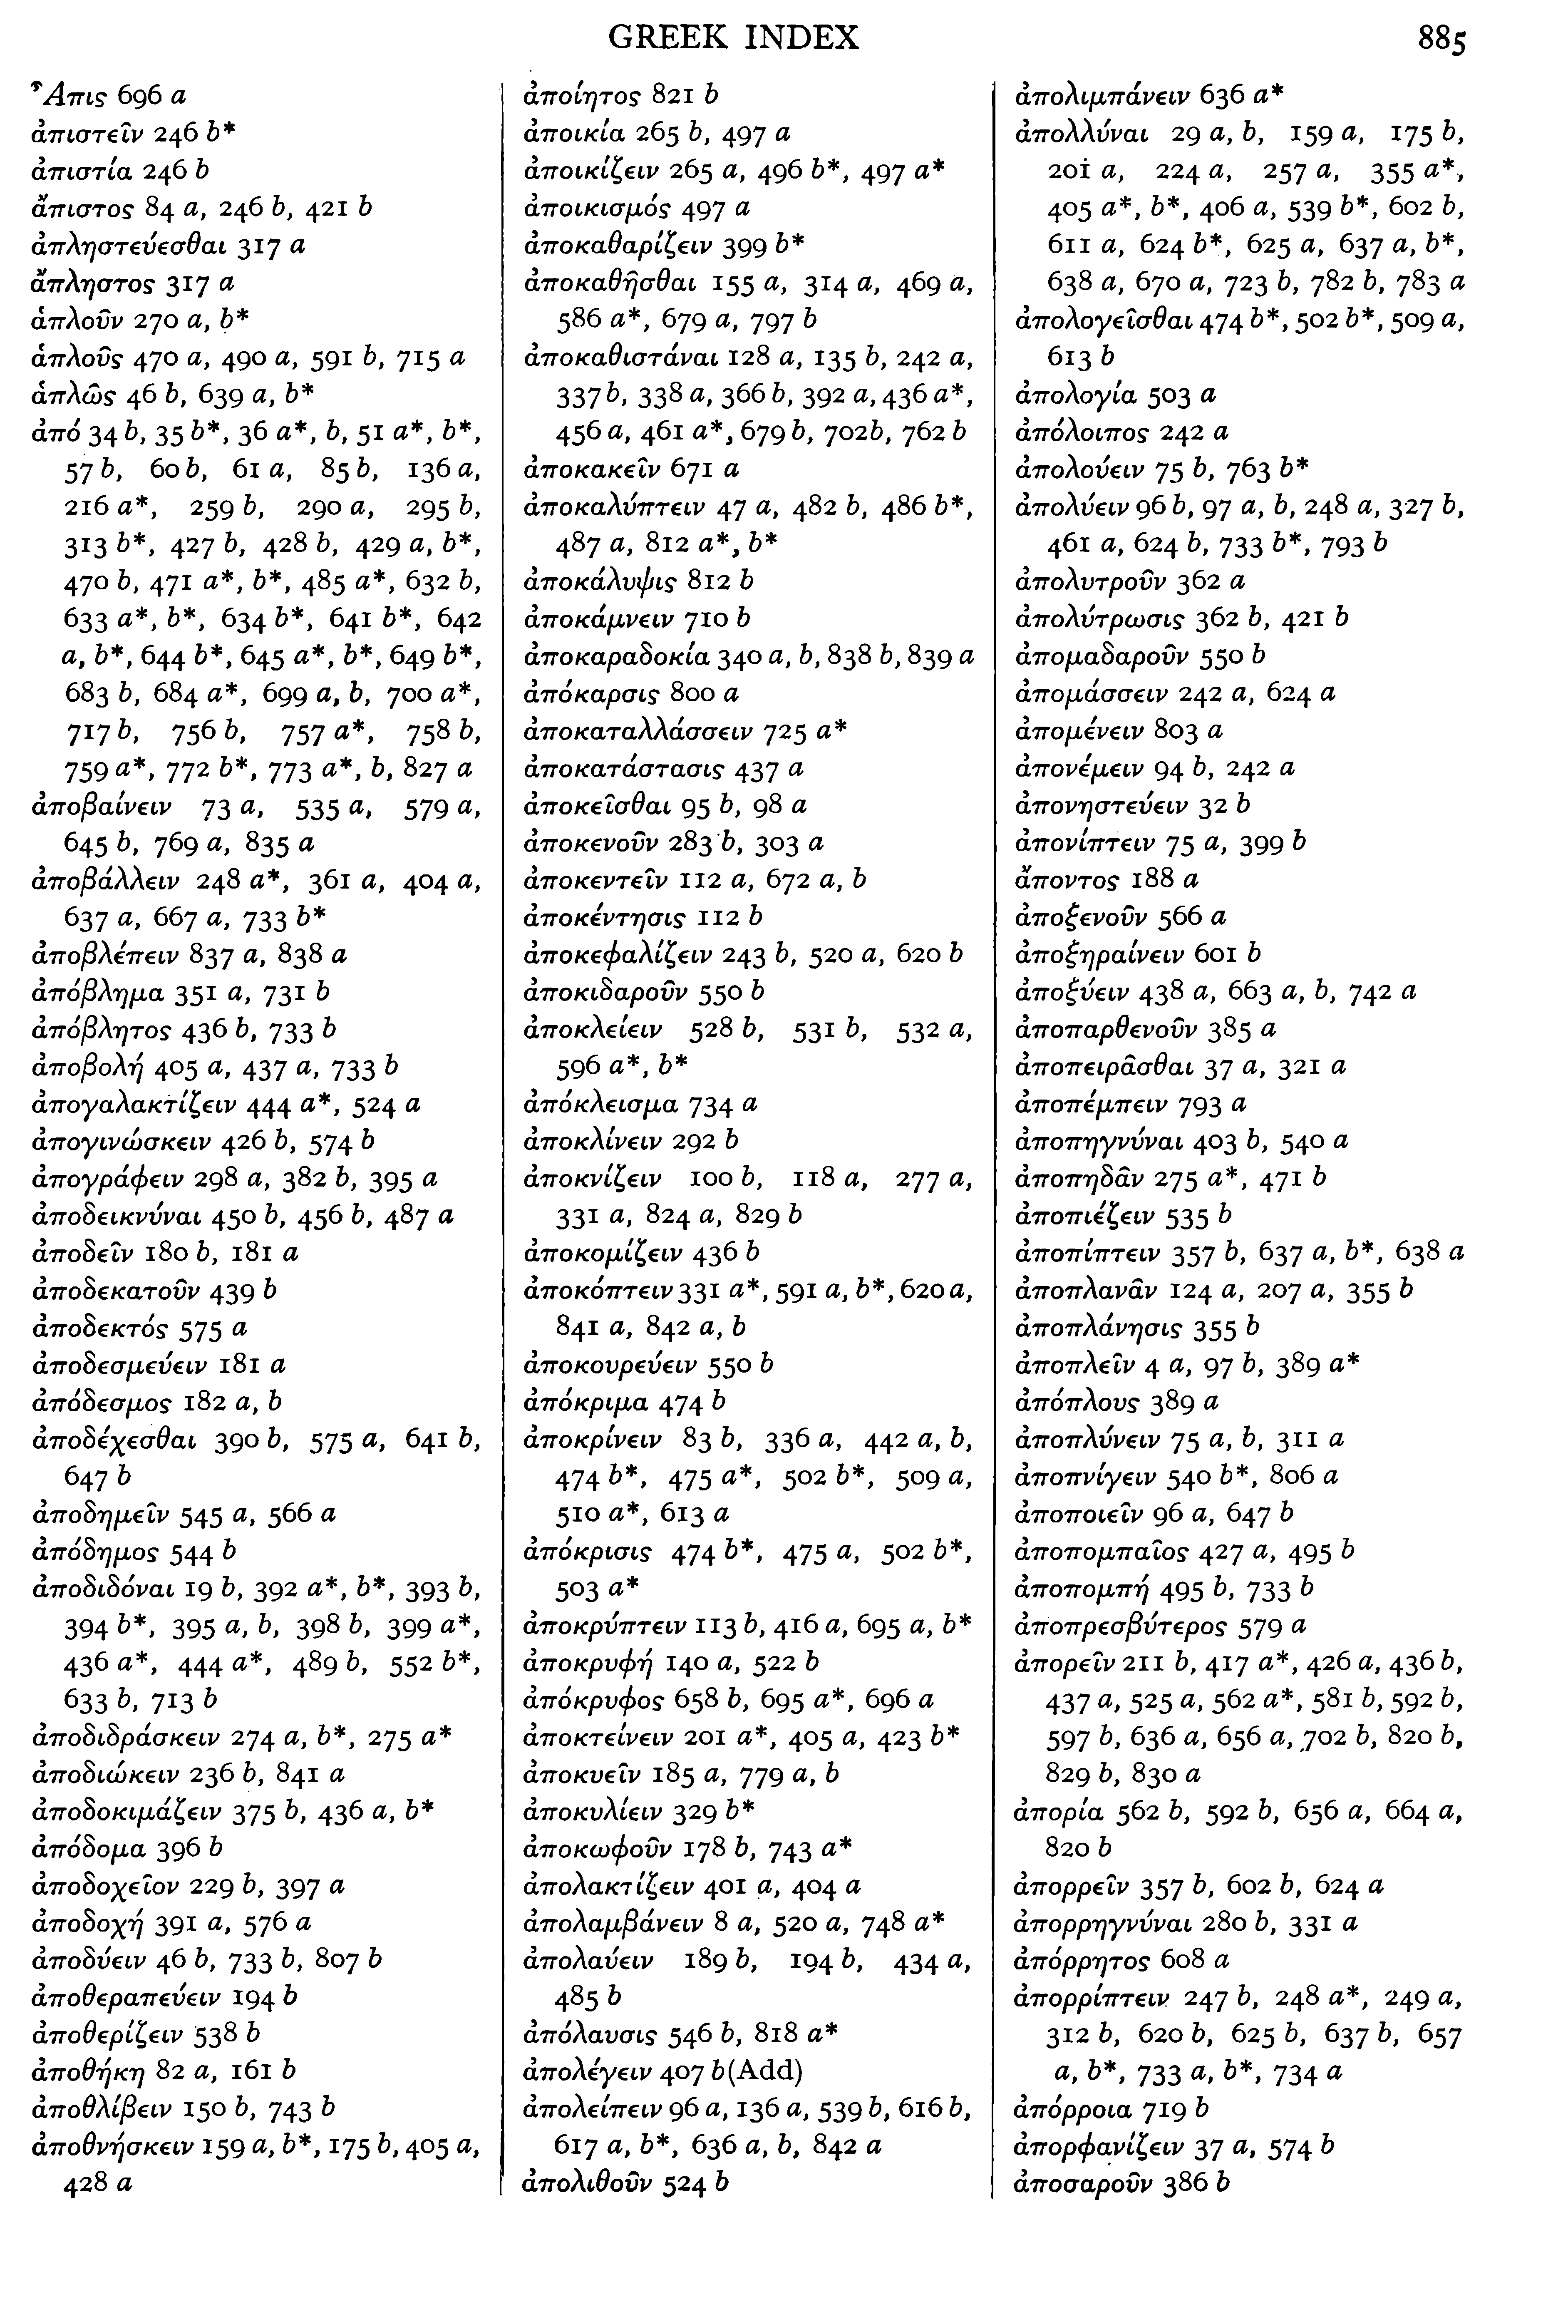 GREEK INDEX 885
Ἆπις 696 a
ἀπιστεῖν 246 b*
ἀπιστία 246 b
ἄπιστος 84 a, 246 b, 421 b
ἀπληστεύεσθαι 317 a
ἄπληστος 317 a
ἁπλοῦν 270 a, b*
ἁπλοῦς 470 a, 490 a, 591 b, 715 a
ἁπλῶς 46 b, 639 a, b*
ἀπό 34 b, 35 b*, 36 a*, b, 51 a*, b*,
57 b, 60 b, 61 a, 85 b, 136 a,
216 a*, 259 b, 290 a, 295 b,
313 b*, 427 b, 428 b, 429 a, b*,
470 b, 471 a*, b*, 485 a*, 632 b,
633 a*, b*, 634 b*, 641 b*, 642
a, b*, 644 b*, 645 a*, b*, 649 b*,
683 b, 684 a*, 699 a, b, 700 a*,
717 b, 756 b, 757 a*, 758 b,
759 a*, 772 b*, 773 a*, b, 827 a
ἀποβαίνειν 73 a, 535 a, 579 a,
645 b, 769 a, 835 a
ἀποβάλλειν 248 a*, 361 a, 404 a,
637 a, 667 a, 733 b*
ἀποβλέπειν 837 a, 838 a
ἀπόβλημα 351 a, 731 b
ἀπόβλητος 436 b, 733 b
ἀποβολή 405 a, 437 a, 733 b
ἀπογαλακτίζειν 444 a*, 524 a
ἀπογινώσκειν 426 b, 574 b
ἀπογράφειν 298 a, 382 b, 395 a
ἀποδεικνύναι 450 b, 456 b, 487 a
ἀποδεῖν 180 b, 181 a
ἀποδεκατοῦν 439 b
ἀποδεκτός 575 a
ἀποδεσμεύειν 181 a
ἀπόδεσμος 182 a, b
ἀποδέχεσθαι 390 b, 575 a, 641 b,
647 b
ἀποδημεῖν 545 a, 566 a
ἀπόδημος 544 b
ἀποδιδόναι 19 b, 392 a*, b*, 393 b,
394 b*, 395 a, b, 398 b, 399 a*,
436 a*, 444 a*, 489 b, 552 b*,
633 b, 713 b
ἀποδιδράσκειν 274 a, b*, 275 a*
ἀποδιώκειν 236 b, 841 a
ἀποδοκιμάζειν 375 b, 436 a, b*
ἀπόδομα 396 b
ἀποδοχεῖον 229 b, 397 a
ἀποδοχή 391 a, 576 a
ἀποδύειν 46 b, 733 b, 807 b
ἀποθεραπεύειν 194 b
ἀποθερίζειν 538 b
ἀποθήκη 82 a, 161 b
ἀποθλίβειν 150 b, 743 b
ἀποθνήσκειν 159 a, b*, 175 b, 405 a,
428 a
ἀποίητος 821 b
ἀποικία 265 b, 497 a
ἀποικίζειν 265 a, 496 b*, 497 a*
ἀποικισμός 497 a
ἀποκαθαρίζειν 399 b*
ἀποκαθῆσθαι 155 a, 314 a, 469 a,
586 a*, 679 a, 797 b
ἀποκαθιστάναι 128 a, 135 b, 242 a,
337 b, 338 a, 366 b, 392 a, 436 a*,
456 a, 461 a*, 679 b, 702 b, 762 b
ἀποκακεῖν 671 a
ἀποκαλύπτειν 47 a, 482 b, 486 b*,
487 a, 812 a*, b*
ἀποκάλυψις 812 b
ἀποκάμνειν 710 b
ἀποκαραδοκία 340 a, b, 838 b, 839 a
ἀπόκαρσις 800 a
ἀποκαταλλάσσειν 725 a*
ἀποκατάστασις 437 a
ἀποκεῖσθαι 95 b, 98 a
ἀποκενοῦν 283 b, 303 a
ἀποκεντεῖν 112 a, 672 a, b
ἀποκέντησις 112 b
ἀποκεφαλίζειν 243 b, 520 a, 620 b
ἀποκιδαροῦν 550 b
ἀποκλείειν 528 b, 531 b, 532 a,
596 a*, b*
ἀπόκλεισμα 734 a
ἀποκλίνειν 292 b
ἀποκνίζειν 100 b, 118 a, 277 a,
331 a, 824 a, 829 b
ἀποκομίζειν 436 b
ἀποκόπτειν 331 a*, 591 a, b*, 620 a,
841 a, 842 a, b
ἀποκουρεύειν 550 b
ἀπόκριμα 474 b
ἀποκρίνειν 83 b, 336 a, 442 a, b,
474 b*, 475 a*, 502 b*, 509 a,
510 a*, 613 a
ἀπόκρισις 474 b*, 475 a, 502 b*,
503 a*
ἀποκρύπτειν 113 b, 416 a, 695 a, b*
ἀποκρυφή 140 a, 522 b
ἀπόκρυφος 658 b, 695 a*, 696 a
ἀποκτείνειν 201 a*, 405 a, 423 b*
ἀποκυεῖν 185 a, 779 a, b
ἀποκυλίειν 329 b*
ἀποκωφοῦν 178 b, 743 a*
ἀπολακτίζειν 401 a, 404 a
ἀπολαμβάνειν 8 a, 520 a, 748 a*
ἀπολαύειν 189 b, 194 b, 434 a,
485 b
ἀπόλαυσις 546 b, 818 a*
ἀπολέγειν 407 b (Add)
ἀπολείπειν 96 a, 136 a, 539 b, 616 b,
617 a, b*, 636 a, b, 842 a
ἀπολιθοῦν 524 b
ἀπολιμπάνειν 636 a*
ἀπολλύναι 29 a, b, 159 a, 175 b,
201 a, 224 a, 257 a, 355 a*,
405 a*, b*, 406 a, 539 b*, 602 b,
611 a, 624 b*, 625 a, 637 a, b*,
638 a, 670 a, 723 b, 782 b, 783 a
ἀπολογεῖσθαι 474 b*, 502 b*, 509 a,
613 b
ἀπολογία 503 a
ἀπόλοιπος 242 a
ἀπολούειν 75 b, 763 b*
ἀπολύειν 96 b, 97 a, b, 248 a, 327 b,
461 a, 624 b, 733 b*, 793 b
ἀπολυτροῦν 362 a
ἀπολύτρωσις 362 b, 421 b
ἀπομαδαροῦν 550 b
ἀπομάσσειν 242 a, 624 a
ἀπομένειν 803 a
ἀπονέμειν 94 b, 242 a
ἀπονηστεύειν 32 b
ἀπονίπτειν 75 a, 399 b
ἄποντος 188 a
ἀποξενοῦν 566 a
ἀποξηραίνειν 601 b
ἀποξύειν 438 a, 663 a, b, 742 a
ἀποπαρθενοῦν 385 a
ἀποπειρᾶσθαι 37 a, 321 a
ἀποπέμπειν 793 a
ἀποπηγνύναι 403 b, 540 a
ἀποπηδᾶν 275 a*, 471 b
ἀποπιέζειν 535 b
ἀποπίπτειν 357 b, 637 a, b*, 638 a
ἀποπλανᾶν 124 a, 207 a, 355 b
ἀποπλάνησις 355 b
ἀποπλεῖν 4 a, 97 b, 389 a*
ἀπόπλους 389 a
ἀποπλύνειν 75 a, b, 311 a
ἀποπνίγειν 540 b*, 806 a
ἀποποιεῖν 96 a, 647 b
ἀποπομπαῖος 427 a, 495 b
ἀποπομπή 495 b, 733 b
ἀποπρεσβύτερος 579 a
ἀπορεῖν 211 b, 417 a*, 426 a, 436 b,
437 a, 525 a, 562 a*, 581 b, 592 b,
597 b, 636 a, 656 a, 702 b, 820 b,
829 b, 830 a
ἀπορία 562 b, 592 b, 656 a, 664 a,
820 b
ἀπορρεῖν 357 b, 602 b, 624 a
ἀπορρηγνύναι 280 b, 331 a
ἀπόρρητος 608 a
ἀπορρίπτειν 247 b, 248 a*, 249 a,
312 b, 620 b, 625 b, 637 b, 657
a, b*, 733 a, b*, 734 a
ἀπόρροια 719 b
ἀπορφανίζειν 37 a, 574 b
ἀποσαροῦν 386 b